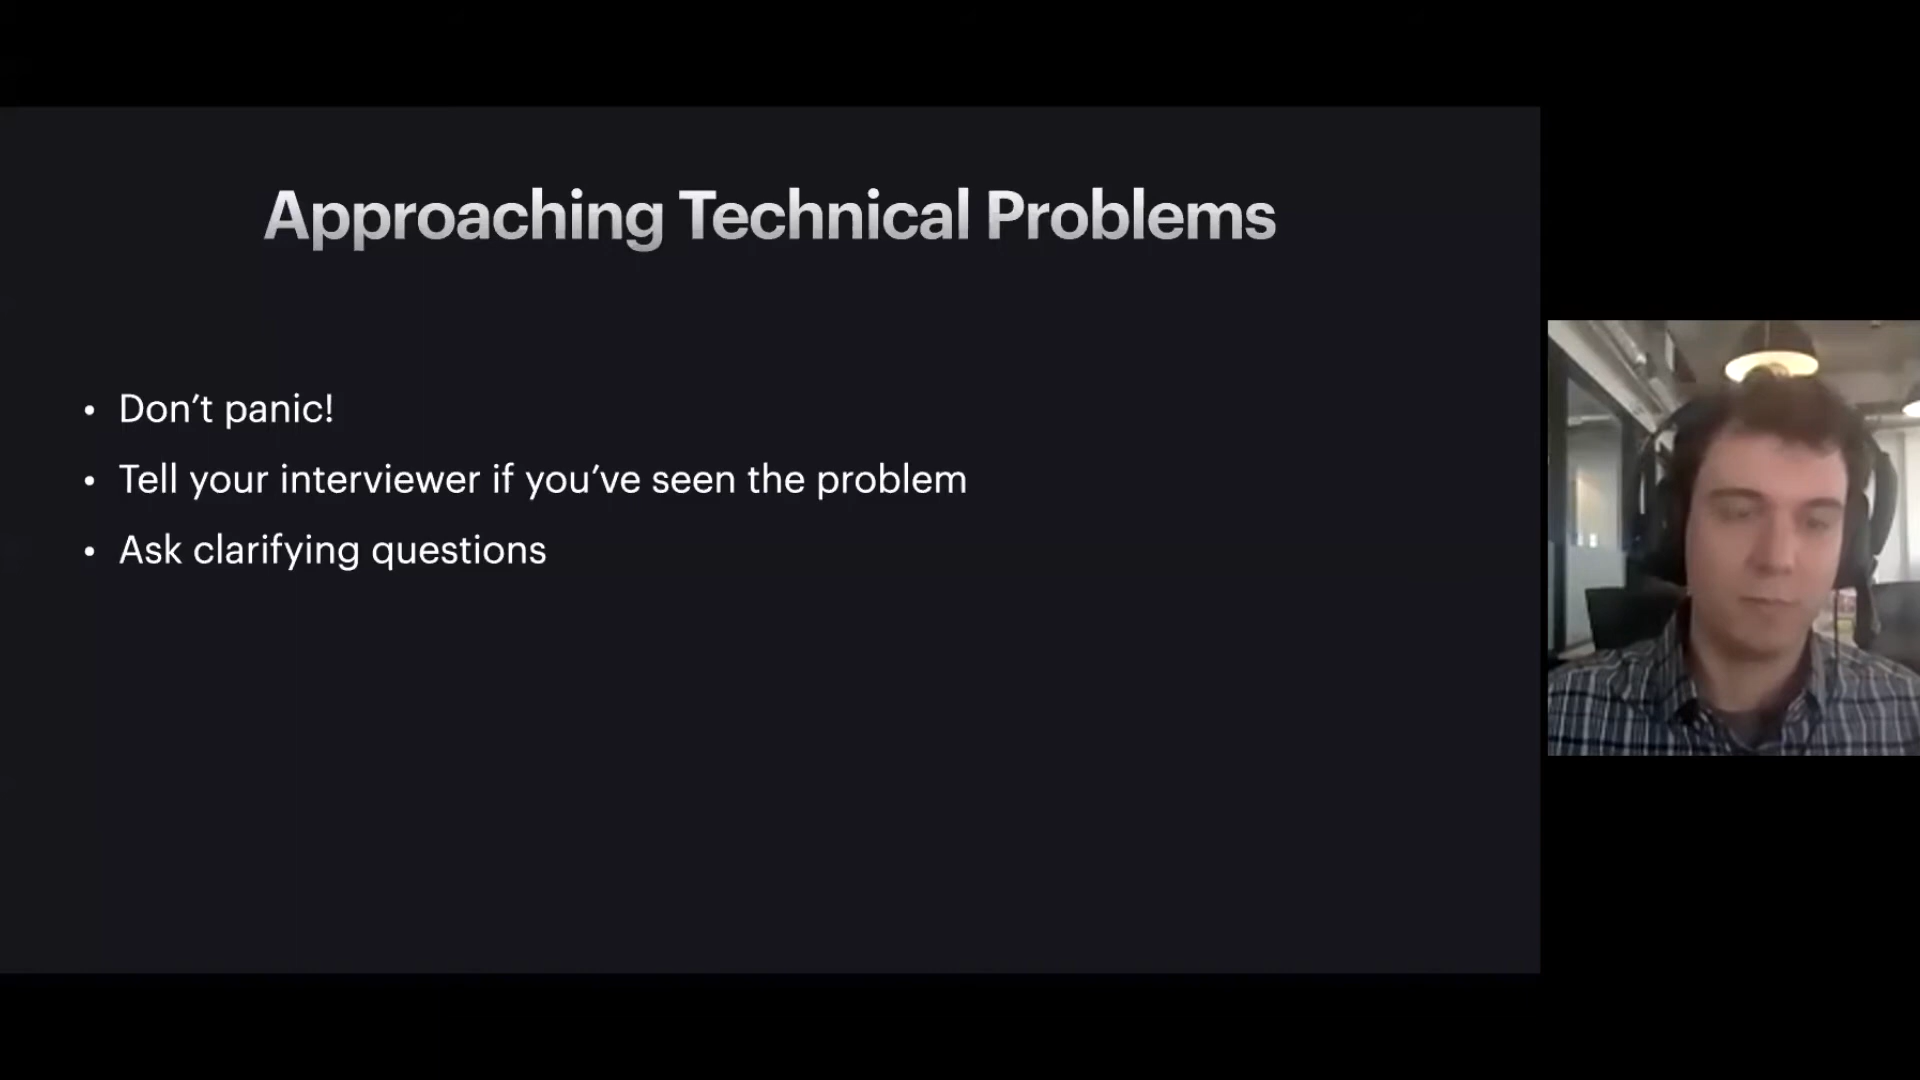 Approaching Technical Problems
• Don’t panic!
• Tell your interviewer if you’ve seen the problem
• Ask clarifying questions